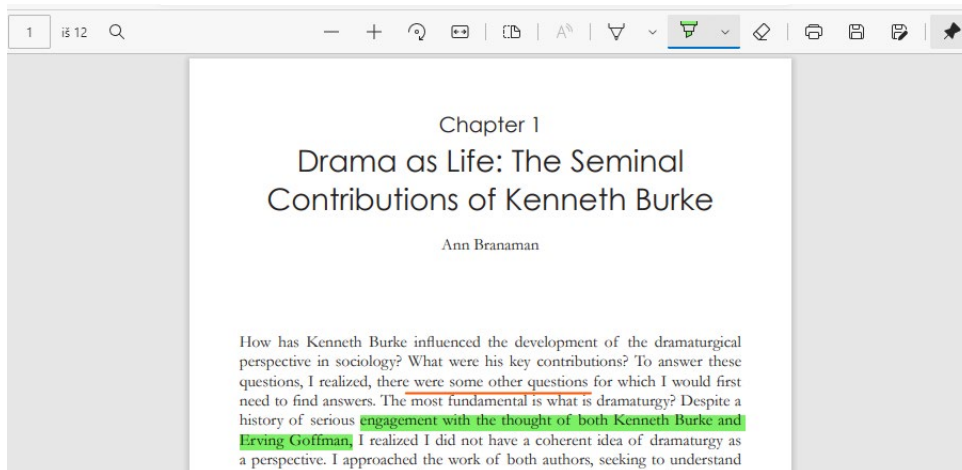 1 iš 12
Chapter 1
Drama as Life: The Seminal
Contributions of Kenneth Burke
Ann Branaman
How has Kenneth Burke influenced the development of the dramaturgical
perspective in sociology? What were his key contributions? To answer these
questions, I realized, there were some other questions for which I would first
need to find answers. The most fundamental is what is dramaturgy? Despite a
history of serious engagement with the thought of both Kenneth Burke and
Erving Goffman, I realized I did not have a coherent idea of dramaturgy as
a perspective. I approached the work of both authors, seeking to understand